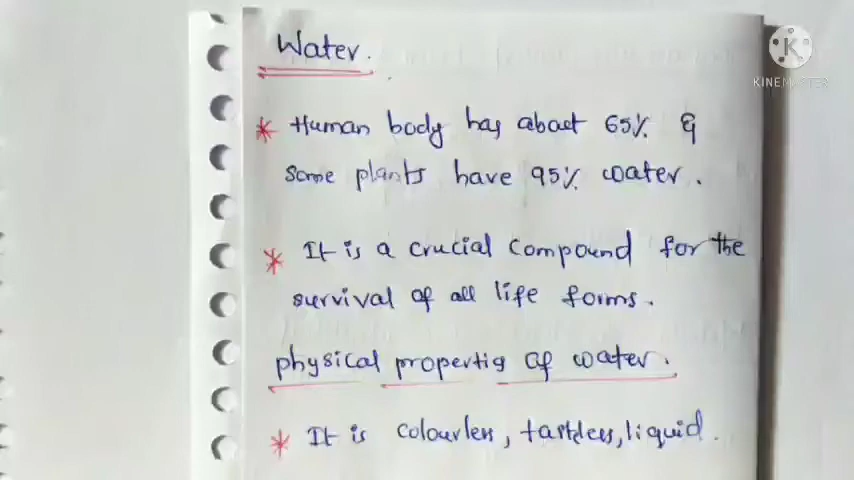 Water.
* Human body has about 65% &
some plants have 95% water.
* It is a crucial compound for the
survival of all life forms.
physical properties of water.
* It is colourless, tasteless, liquid.
K
KINEMASTER